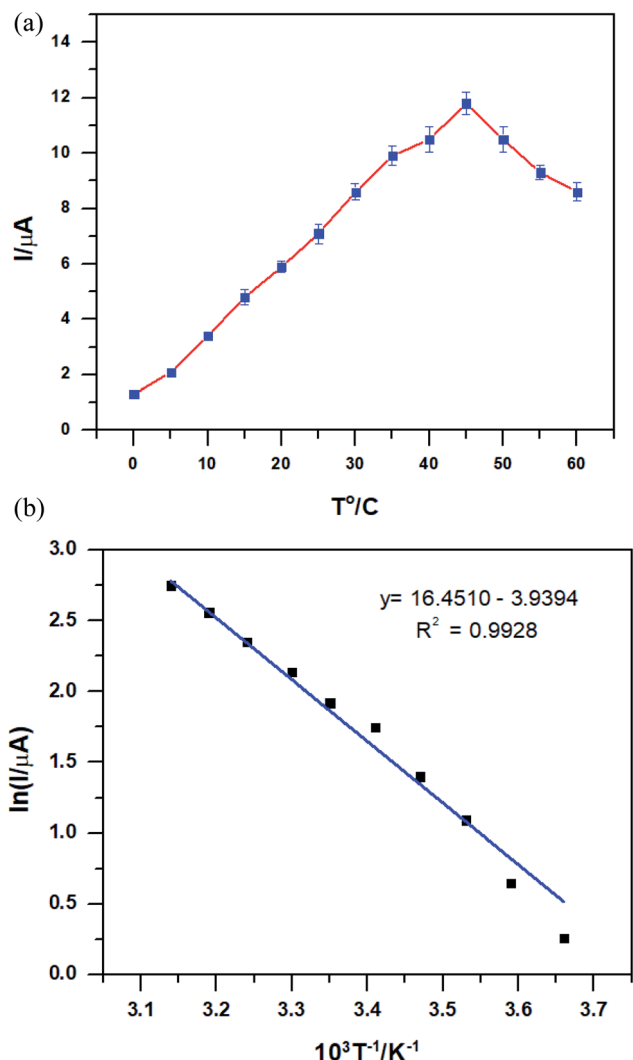 (a)
14
12
10
8
6
4
2
0
I/µA
0 10 20 30 40 50 60
T°/C
(b)
3.0
2.5
2.0
1.5
1.0
0.5
0.0
ln(I/µA)
y= 16.4510 - 3.9394
R² = 0.9928
3.1 3.2 3.3 3.4 3.5 3.6 3.7
10³T⁻¹/K⁻¹